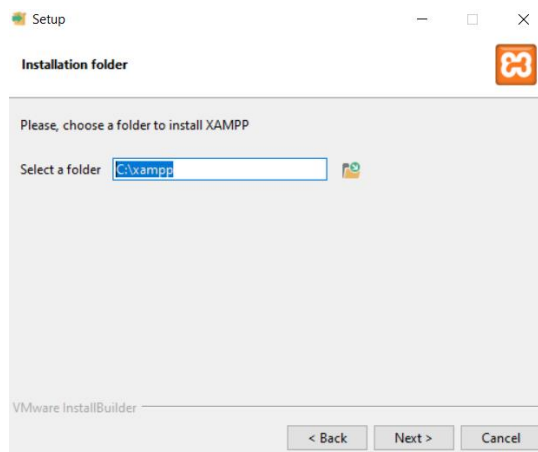 Setup
Installation folder
Please, choose a folder to install XAMPP
Select a folder C:\xampp
VMware InstallBuilder
< Back Next > Cancel